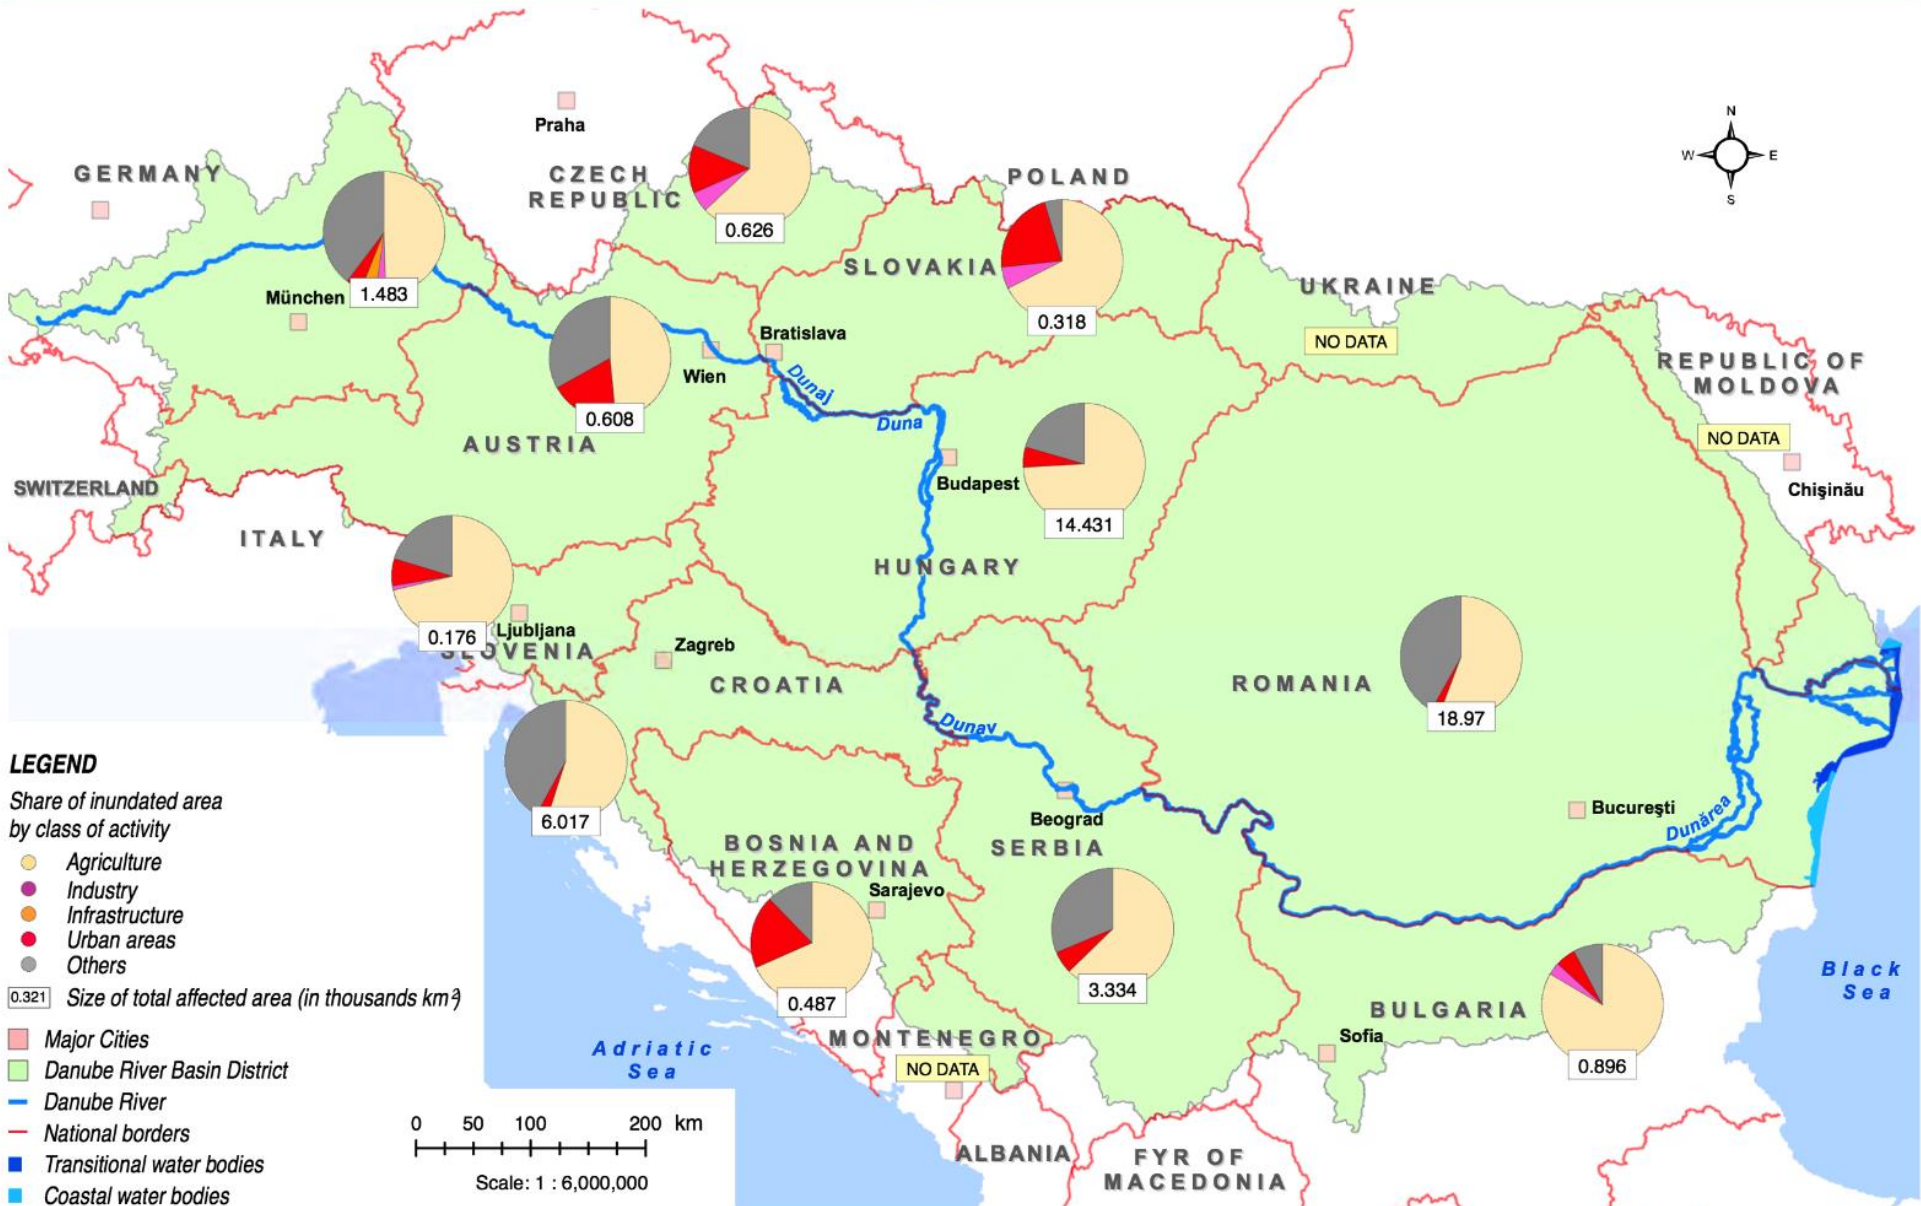 N
W
E
S
Praha
GERMANY
CZECH
REPUBLIC
POLAND
0.626
SLOVAKIA
UKRAINE
München
1.483
0.318
NO DATA
Bratislava
Wien
Dunaj
REPUBLIC OF
MOLDOVA
0.608
Duna
AUSTRIA
NO DATA
SWITZERLAND
Budapest
Chişinău
14.431
ITALY
HUNGARY
0.176
Ljubljana
SLOVENIA
Zagreb
CROATIA
ROMANIA
18.97
Dunav
6.017
Beograd
Bucureşti
Dunărea
BOSNIA AND
HERZEGOVINA
SERBIA
Sarajevo
0.487
3.334
Black
Sea
BULGARIA
MONTENEGRO
Sofia
Adriatic
Sea
NO DATA
0.896
ALBANIA
FYR OF
MACEDONIA
LEGEND
Share of inundated area
by class of activity
Agriculture
Industry
Infrastructure
Urban areas
Others
0.321 Size of total affected area (in thousands km²)
Major Cities
Danube River Basin District
Danube River
National borders
Transitional water bodies
Coastal water bodies
0 50 100 200 km
Scale: 1 : 6,000,000